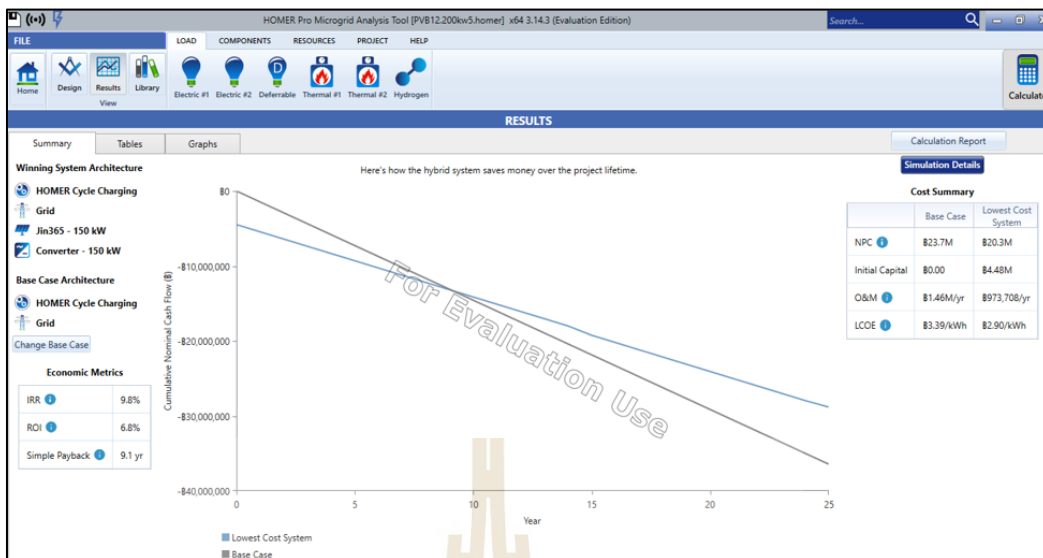 HOMER Pro Microgrid Analysis Tool [PVB12.200kw5.homer] x64 3.14.3 (Evaluation Edition)
Search...
FILE
LOAD COMPONENTS RESOURCES PROJECT HELP
Home
Design
Results
Library
View
Electric #1
Electric #2
D
Deferrable
Thermal #1
Thermal #2
Hydrogen
Calculate
RESULTS
Summary
Tables
Graphs
Calculation Report
Simulation Details
Winning System Architecture
HOMER Cycle Charging
Grid
Jin365 - 150 kW
Converter - 150 kW
Base Case Architecture
HOMER Cycle Charging
Grid
Change Base Case
Economic Metrics
IRR 9.8%
ROI 6.8%
Simple Payback 9.1 yr
Here's how the hybrid system saves money over the project lifetime.
Cumulative Nominal Cash Flow (฿)
฿0
-฿10,000,000
-฿20,000,000
-฿30,000,000
-฿40,000,000
For Evaluation Use
0 5 10 15 20 25
Year
Lowest Cost System
Base Case
Cost Summary
Base Case
Lowest Cost
System
NPC ฿23.7M ฿20.3M
Initial Capital ฿0.00 ฿4.48M
O&M ฿1.46M/yr ฿973,708/yr
LCOE ฿3.39/kWh ฿2.90/kWh